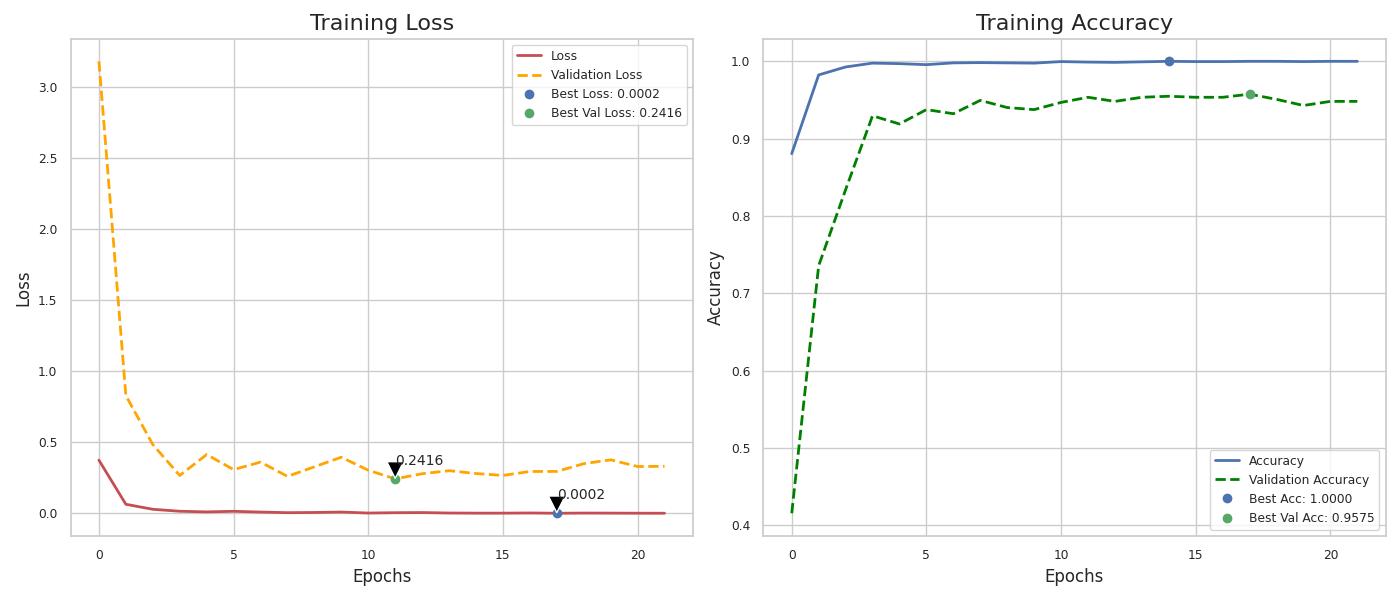 Training Loss
Loss
Validation Loss
Best Loss: 0.0002
Best Val Loss: 0.2416
3.0
2.5
2.0
1.5
1.0
0.5
0.0
Loss
0.2416
0.0002
0
5
10
15
20
Epochs
Training Accuracy
1.0
0.9
0.8
0.7
0.6
0.5
0.4
Accuracy
Accuracy
Validation Accuracy
Best Acc: 1.0000
Best Val Acc: 0.9575
0
5
10
15
20
Epochs